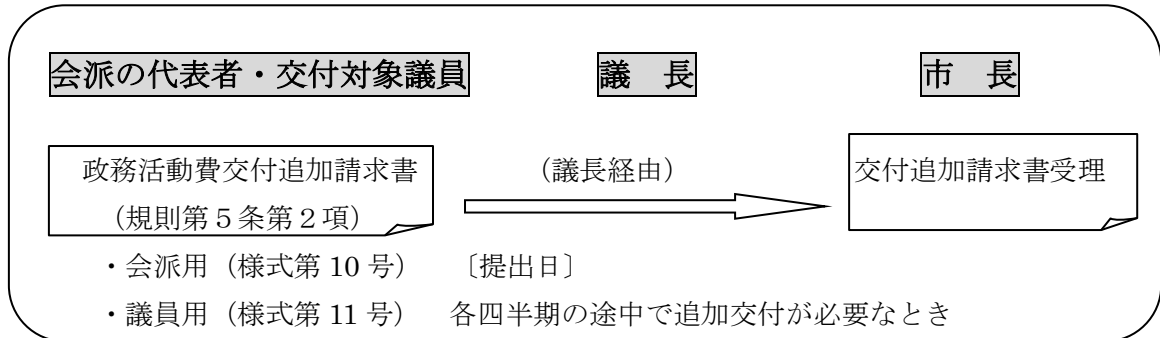 会派の代表者・交付対象議員　議　長　市　長
政務活動費交付追加請求書　（議長経由）　交付追加請求書受理
（規則第５条第２項）
・会派用（様式第 10 号）　〔提出日〕
・議員用（様式第 11 号）　各四半期の途中で追加交付が必要なとき